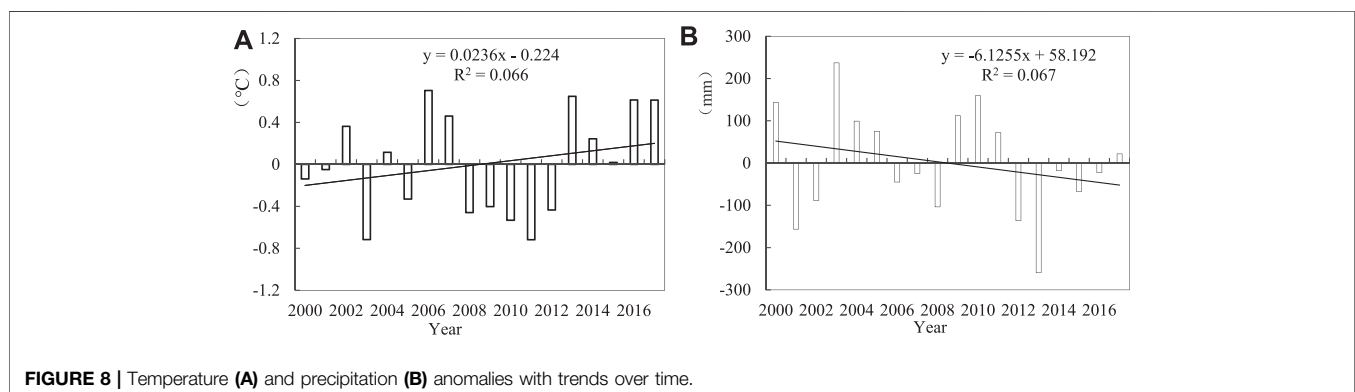 A
1.2
0.8
0.4
0
-0.4
-0.8
-1.2
(°C)
y = 0.0236x - 0.224
R² = 0.066
2000 2002 2004 2006 2008 2010 2012 2014 2016
Year
B
300
200
100
0
-100
-200
-300
(mm)
y = -6.1255x + 58.192
R² = 0.067
2000 2002 2004 2006 2008 2010 2012 2014 2016
Year
FIGURE 8 | Temperature (A) and precipitation (B) anomalies with trends over time.